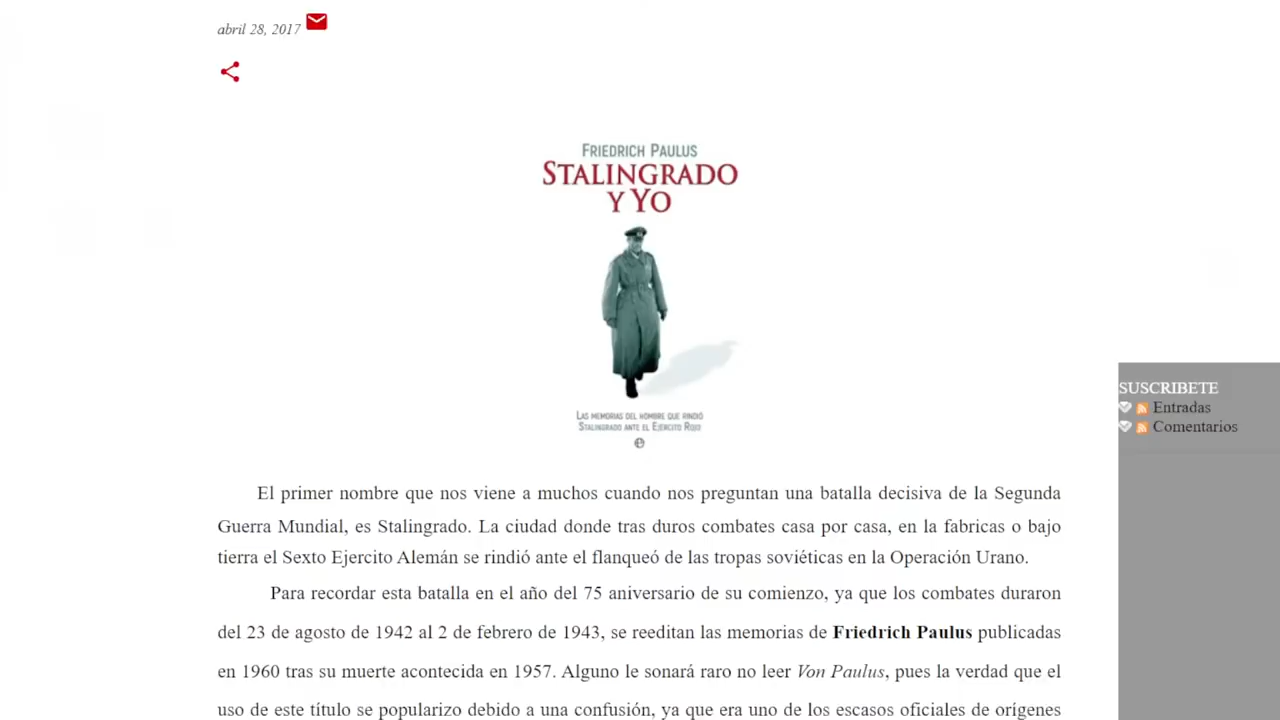 abril 28, 2017
FRIEDRICH PAULUS
STALINGRADO
Y YO
LAS MEMORIAS DEL HOMBRE QUE RINDIÓ
STALINGRADO ANTE EL EJERCITO ROJO
SUSCRIBETE
Entradas
Comentarios
El primer nombre que nos viene a muchos cuando nos preguntan una batalla decisiva de la Segunda
Guerra Mundial, es Stalingrado. La ciudad donde tras duros combates casa por casa, en la fabricas o bajo
tierra el Sexto Ejercito Alemán se rindió ante el flanqueó de las tropas soviéticas en la Operación Urano.
Para recordar esta batalla en el año del 75 aniversario de su comienzo, ya que los combates duraron
del 23 de agosto de 1942 al 2 de febrero de 1943, se reeditan las memorias de Friedrich Paulus publicadas
en 1960 tras su muerte acontecida en 1957. Alguno le sonará raro no leer Von Paulus, pues la verdad que el
uso de este título se popularizo debido a una confusión, ya que era uno de los escasos oficiales de orígenes